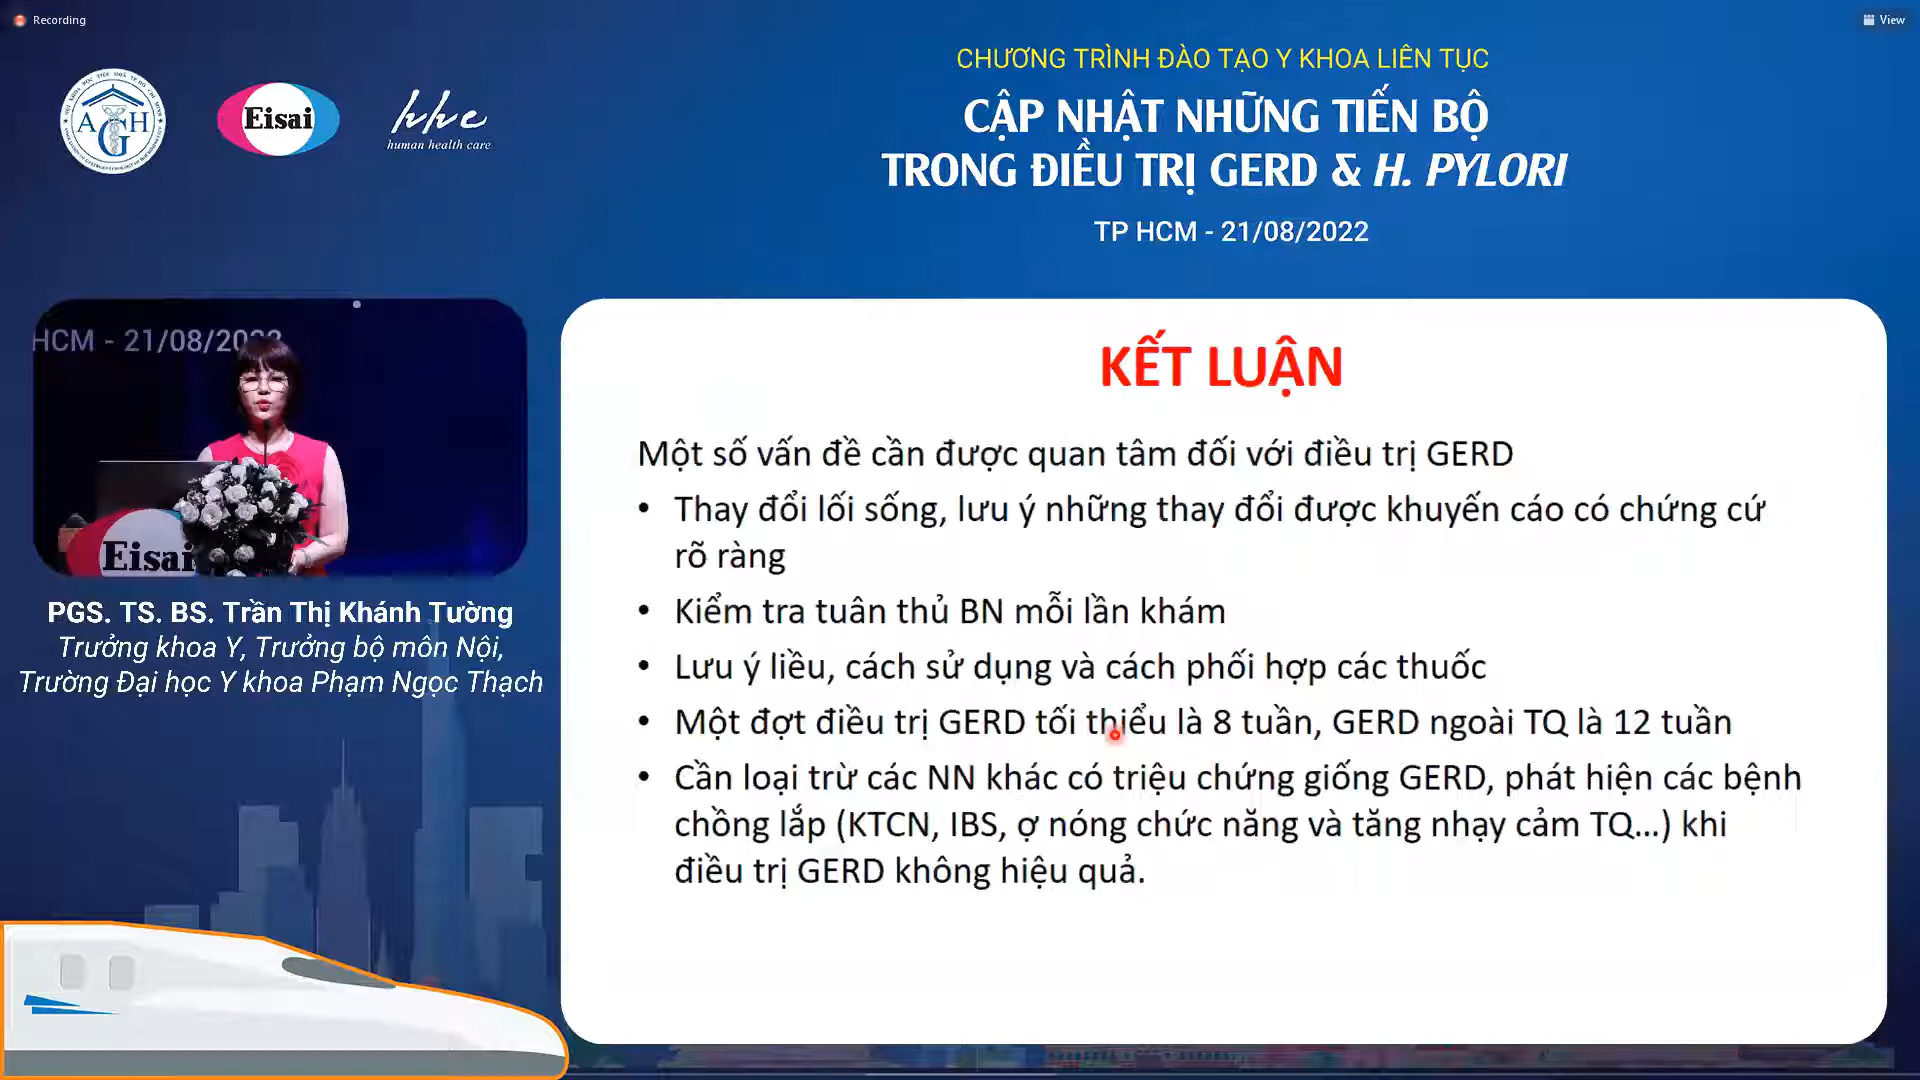 Recording
View
CHƯƠNG TRÌNH ĐÀO TẠO Y KHOA LIÊN TỤC
CẬP NHẬT NHỮNG TIẾN BỘ
TRONG ĐIỀU TRỊ GERD & H. PYLORI
TP HCM - 21/08/2022
AGH
Eisai
hhc
human health care
HCM - 21/08/2022
Eisai
PGS. TS. BS. Trần Thị Khánh Tường
Trưởng khoa Y, Trưởng bộ môn Nội,
Trường Đại học Y khoa Phạm Ngọc Thạch
KẾT LUẬN
Một số vấn đề cần được quan tâm đối với điều trị GERD
• Thay đổi lối sống, lưu ý những thay đổi được khuyến cáo có chứng cứ
rõ ràng
• Kiểm tra tuân thủ BN mỗi lần khám
• Lưu ý liều, cách sử dụng và cách phối hợp các thuốc
• Một đợt điều trị GERD tối thiểu là 8 tuần, GERD ngoài TQ là 12 tuần
• Cần loại trừ các NN khác có triệu chứng giống GERD, phát hiện các bệnh
chồng lắp (KTCN, IBS, ợ nóng chức năng và tăng nhạy cảm TQ...) khi
điều trị GERD không hiệu quả.